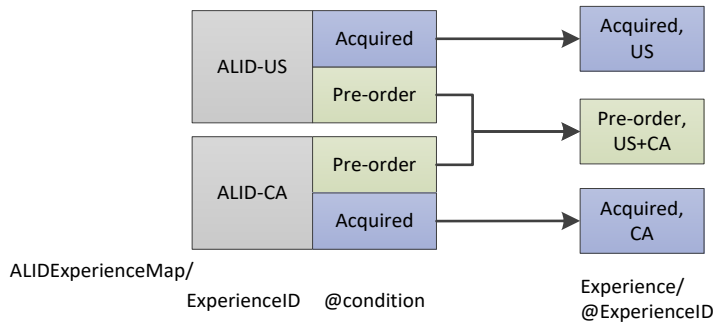 ALID-US
Acquired
Pre-order
ALID-CA
Pre-order
Acquired
Acquired,
US
Pre-order,
US+CA
Acquired,
CA
ALIDExperienceMap/
ExperienceID @condition
Experience/
@ExperienceID